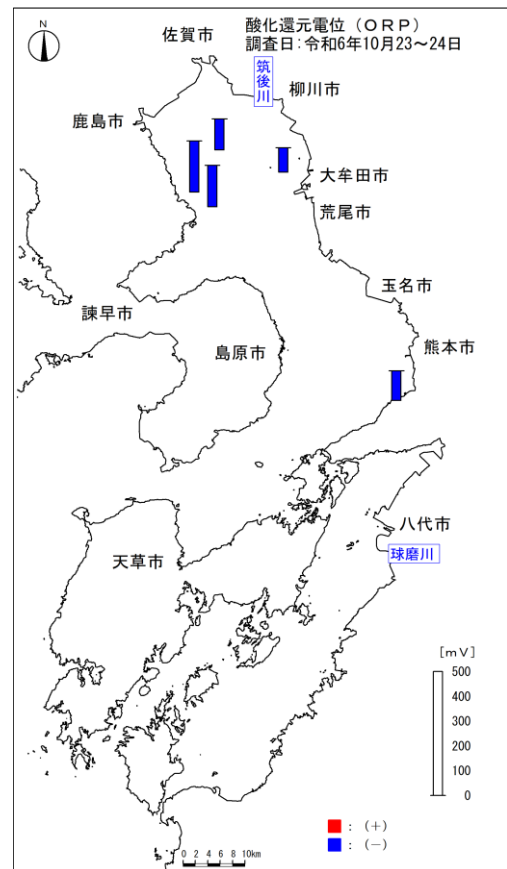 N
酸化還元電位（ＯＲＰ）
調査日：令和6年10月23～24日
佐賀市
筑後川
柳川市
鹿島市
大牟田市
荒尾市
玉名市
諫早市
島原市
熊本市
八代市
球磨川
天草市
[mV]
500
400
300
200
100
0
：（＋）
：（－）
0 2 4 6 8 10km